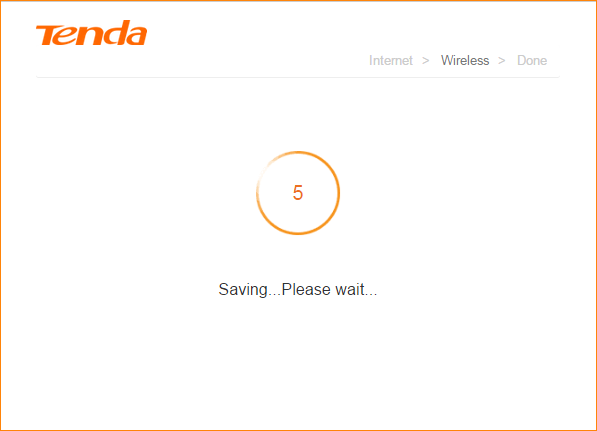 Tenda
Internet > Wireless > Done
5
Saving...Please wait...